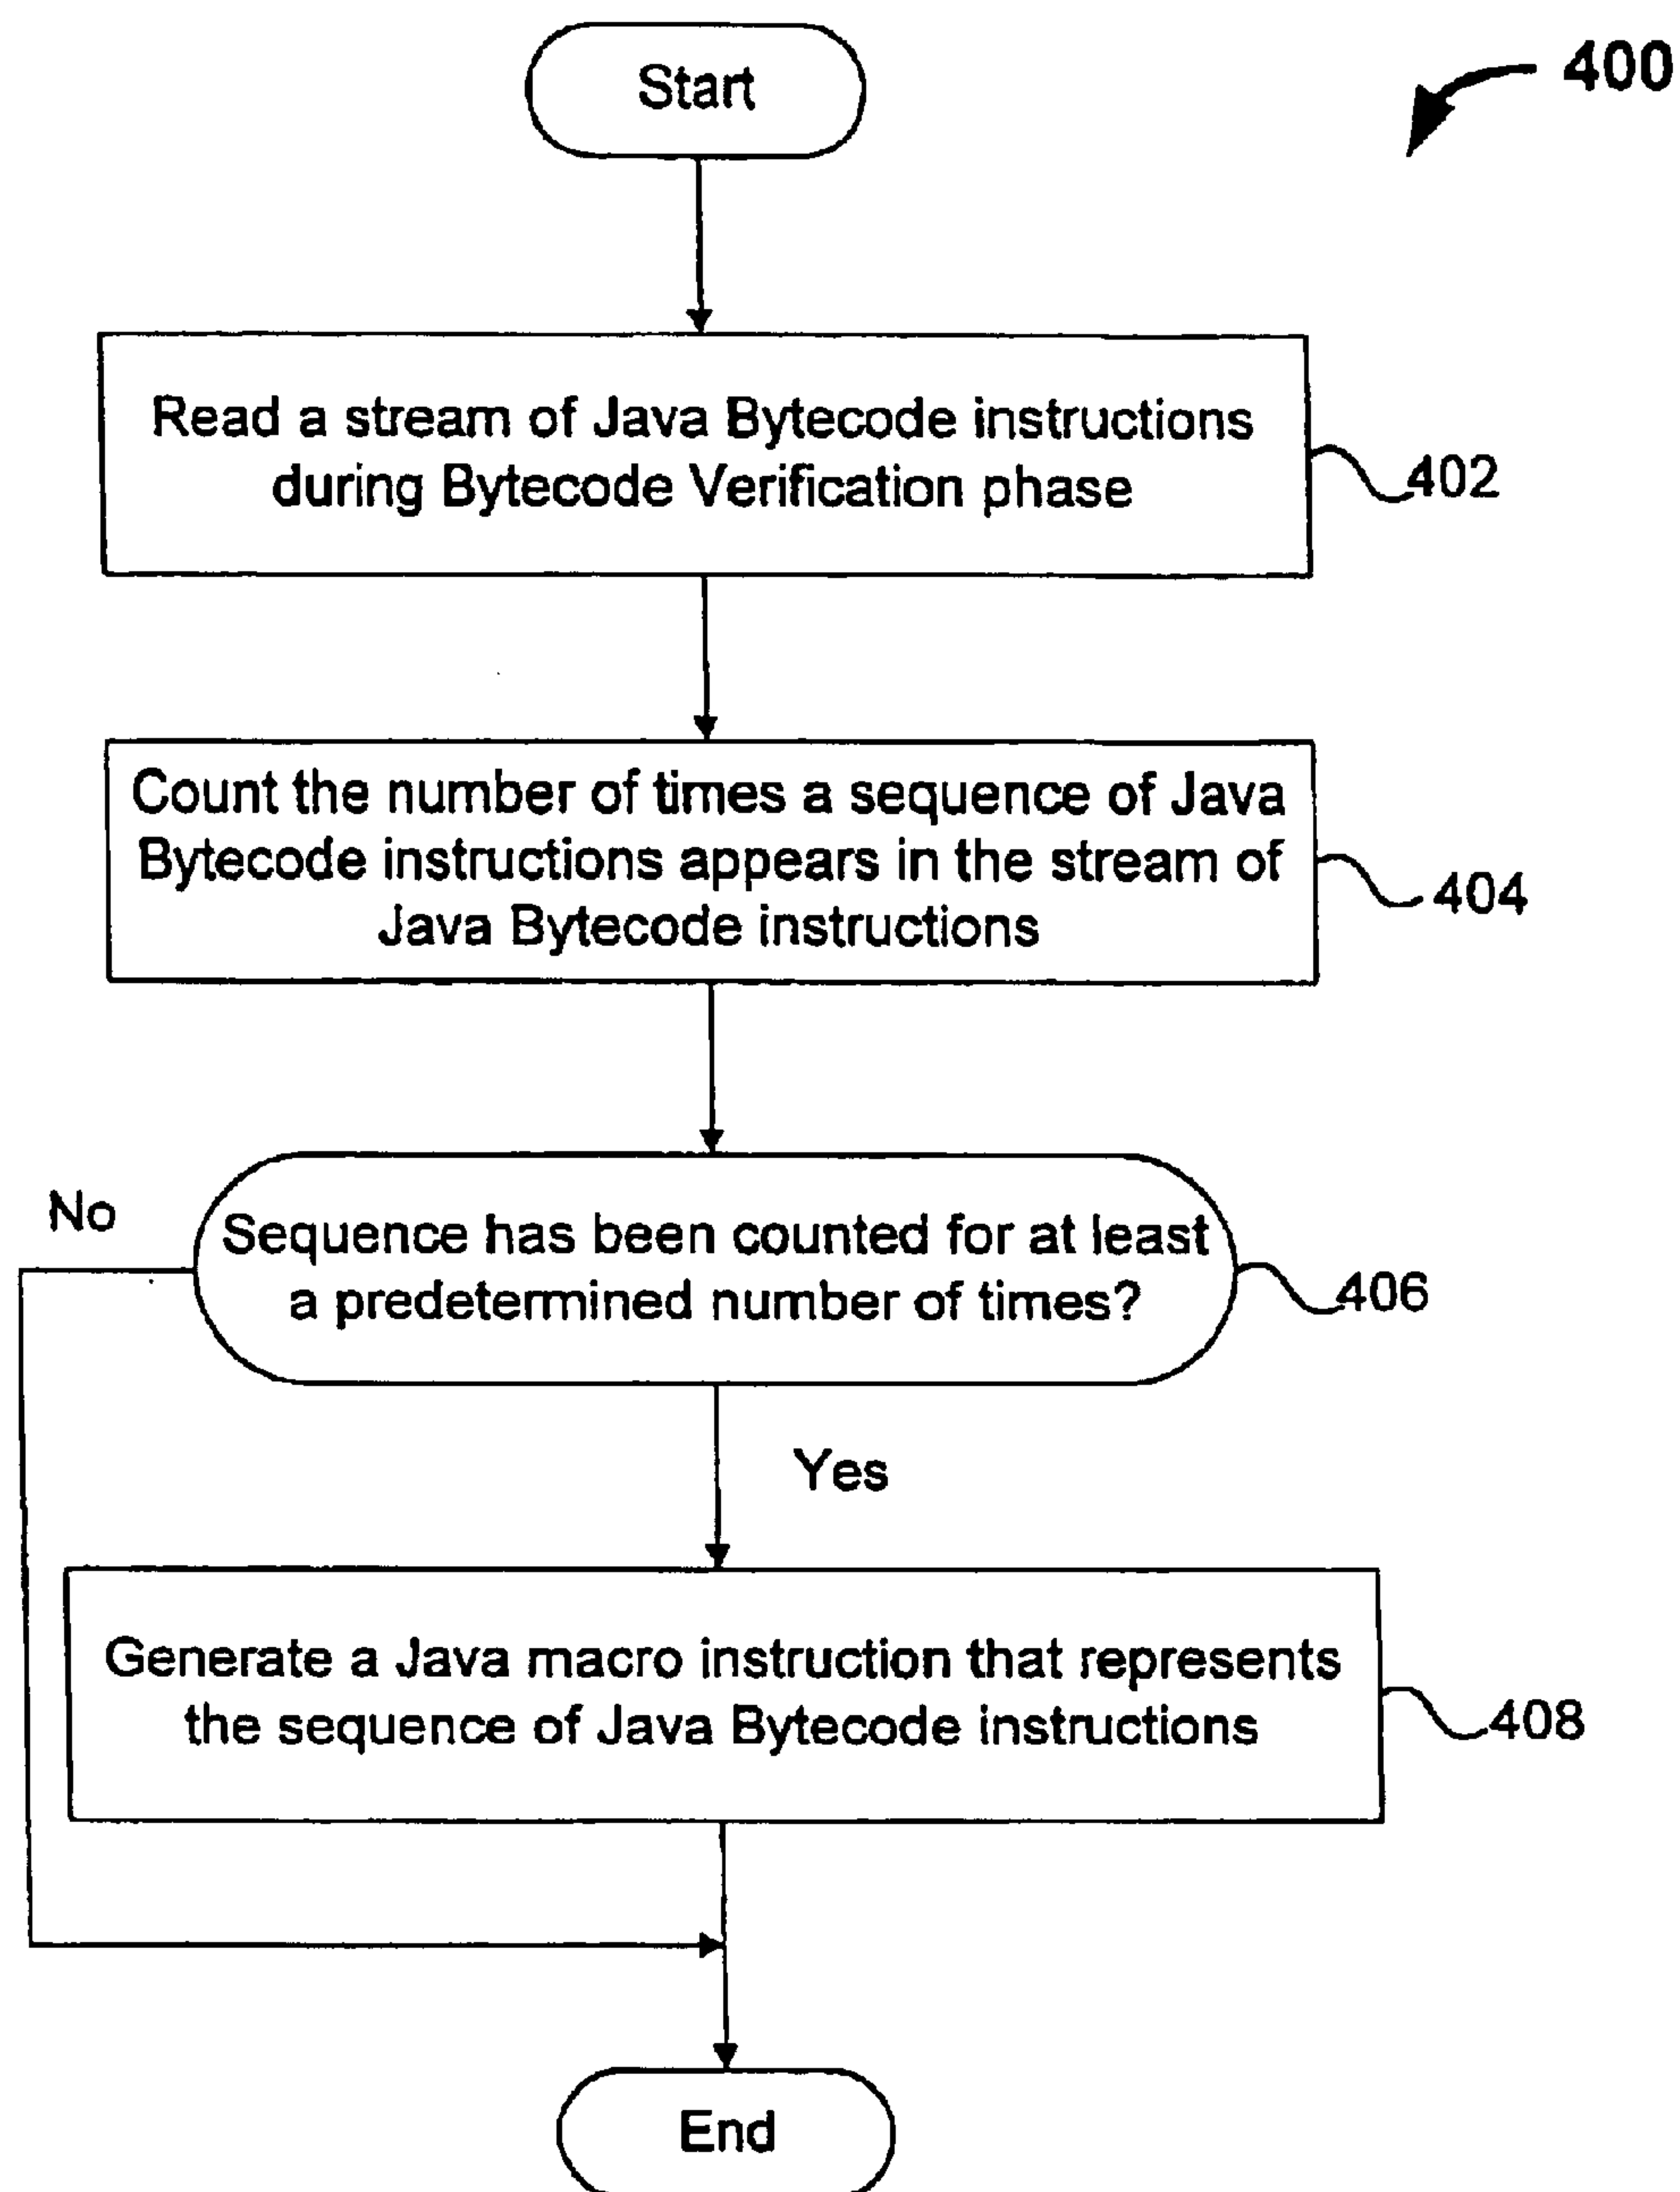 Start
400
Read a stream of Java Bytecode instructions
during Bytecode Verification phase
402
Count the number of times a sequence of Java
Bytecode instructions appears in the stream of
Java Bytecode instructions
404
No
Sequence has been counted for at least
a predetermined number of times?
406
Yes
Generate a Java macro instruction that represents
the sequence of Java Bytecode instructions
408
End